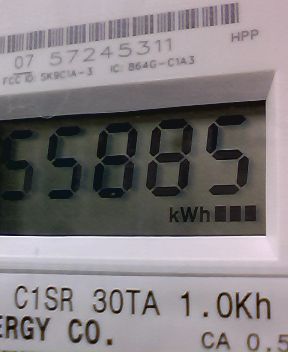 07 57245311
HPP
FCC ID: SK9C1A-3 IC: 864G-C1A3
55885
kWh
C1SR 30TA 1.0Kh
ERGY CO.
CA 0.5